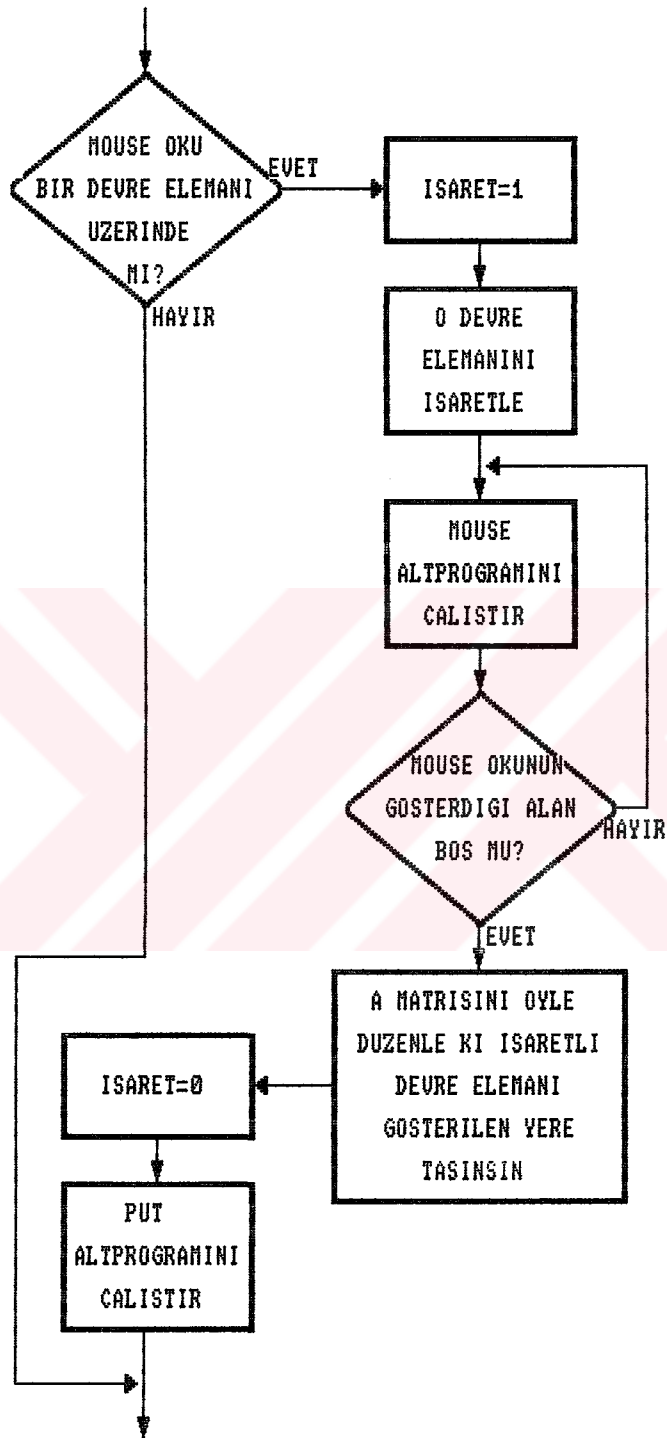 MOUSE OKU
BIR DEVRE ELEMANI
UZERINDE
MI?
EVET
HAYIR
ISARET=1
O DEVRE
ELEMANINI
ISARETLE
MOUSE
ALTPROGRAMINI
CALISTIR
MOUSE OKUNUN
GOSTERDIGI ALAN
BOS MU?
HAYIR
EVET
A MATRISINI OYLE
DUZENLE KI ISARETLI
DEVRE ELEMANI
GOSTERILEN YERE
TASINSIN
ISARET=0
PUT
ALTPROGRAMINI
CALISTIR